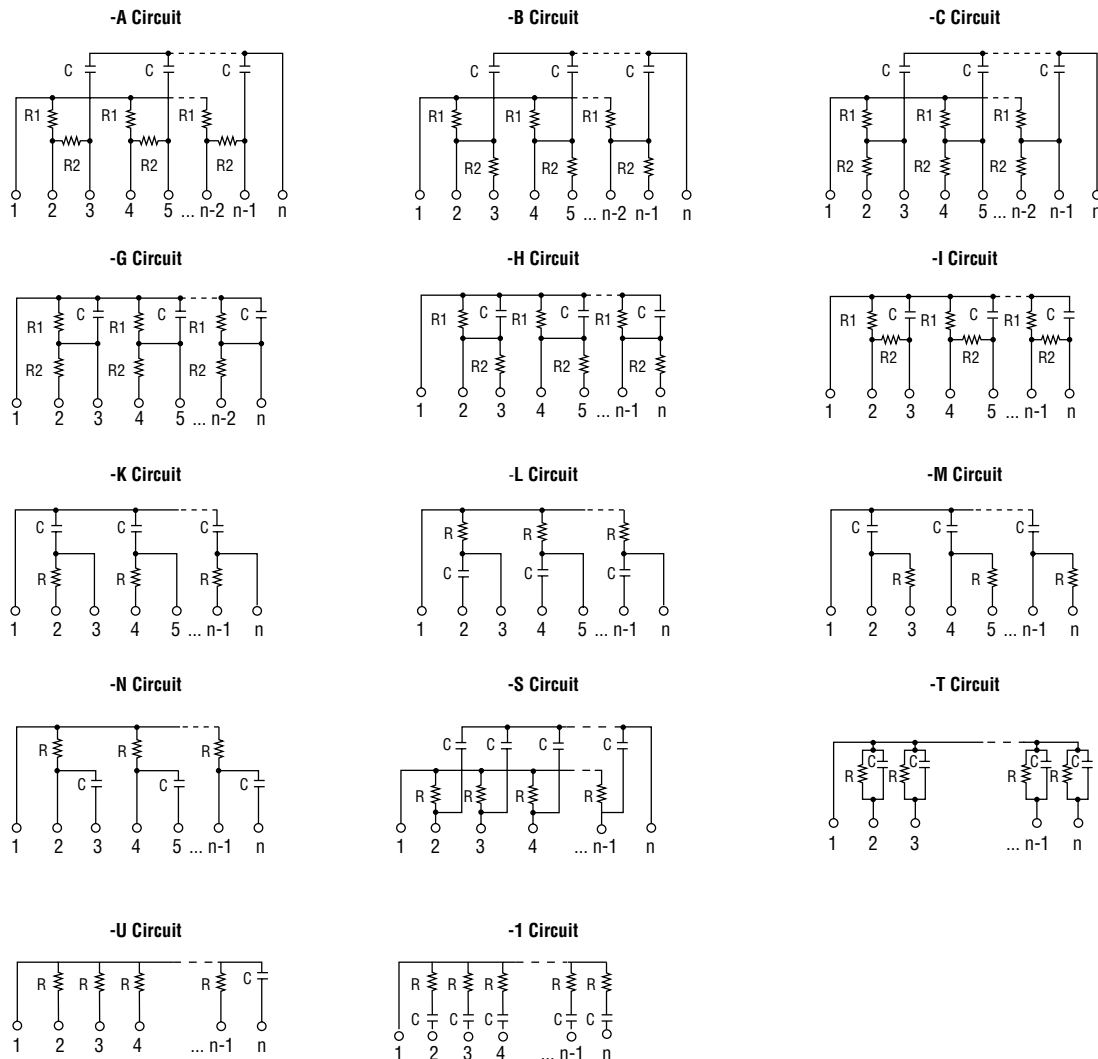 -A Circuit
C C C
R1 R1 R1
R2 R2 R2
1 2 3 4 5 ... n-2 n-1 n
-B Circuit
C C C
R1 R1 R1
R2 R2 R2
1 2 3 4 5 ... n-2 n-1 n
-C Circuit
C C C
R1 R1 R1
R2 R2 R2
1 2 3 4 5 ... n-2 n-1 n
-G Circuit
R1 C R1 C R1 C
R2 R2 R2
1 2 3 4 5 ... n-2 n
-H Circuit
R1 C R1 C R1 C
R2 R2 R2
1 2 3 4 5 ... n-1 n
-I Circuit
R1 C R1 C R1 C
R2 R2 R2
1 2 3 4 5 ... n-1 n
-K Circuit
C C C
R R R
1 2 3 4 5 ... n-1 n
-L Circuit
R R R
C C C
1 2 3 4 5 ... n-1 n
-M Circuit
C C C
R R R
1 2 3 4 5 ... n-1 n
-N Circuit
R R R
C C C
1 2 3 4 5 ... n-1 n
-S Circuit
C C C C
R R R R
1 2 3 4 ... n-1 n
-T Circuit
C C C C
R R R R
1 2 3 ... n-1 n
-U Circuit
R R R R C
1 2 3 4 ... n-1 n
-1 Circuit
R R R R R
C C C C C
1 2 3 4 ... n-1 n